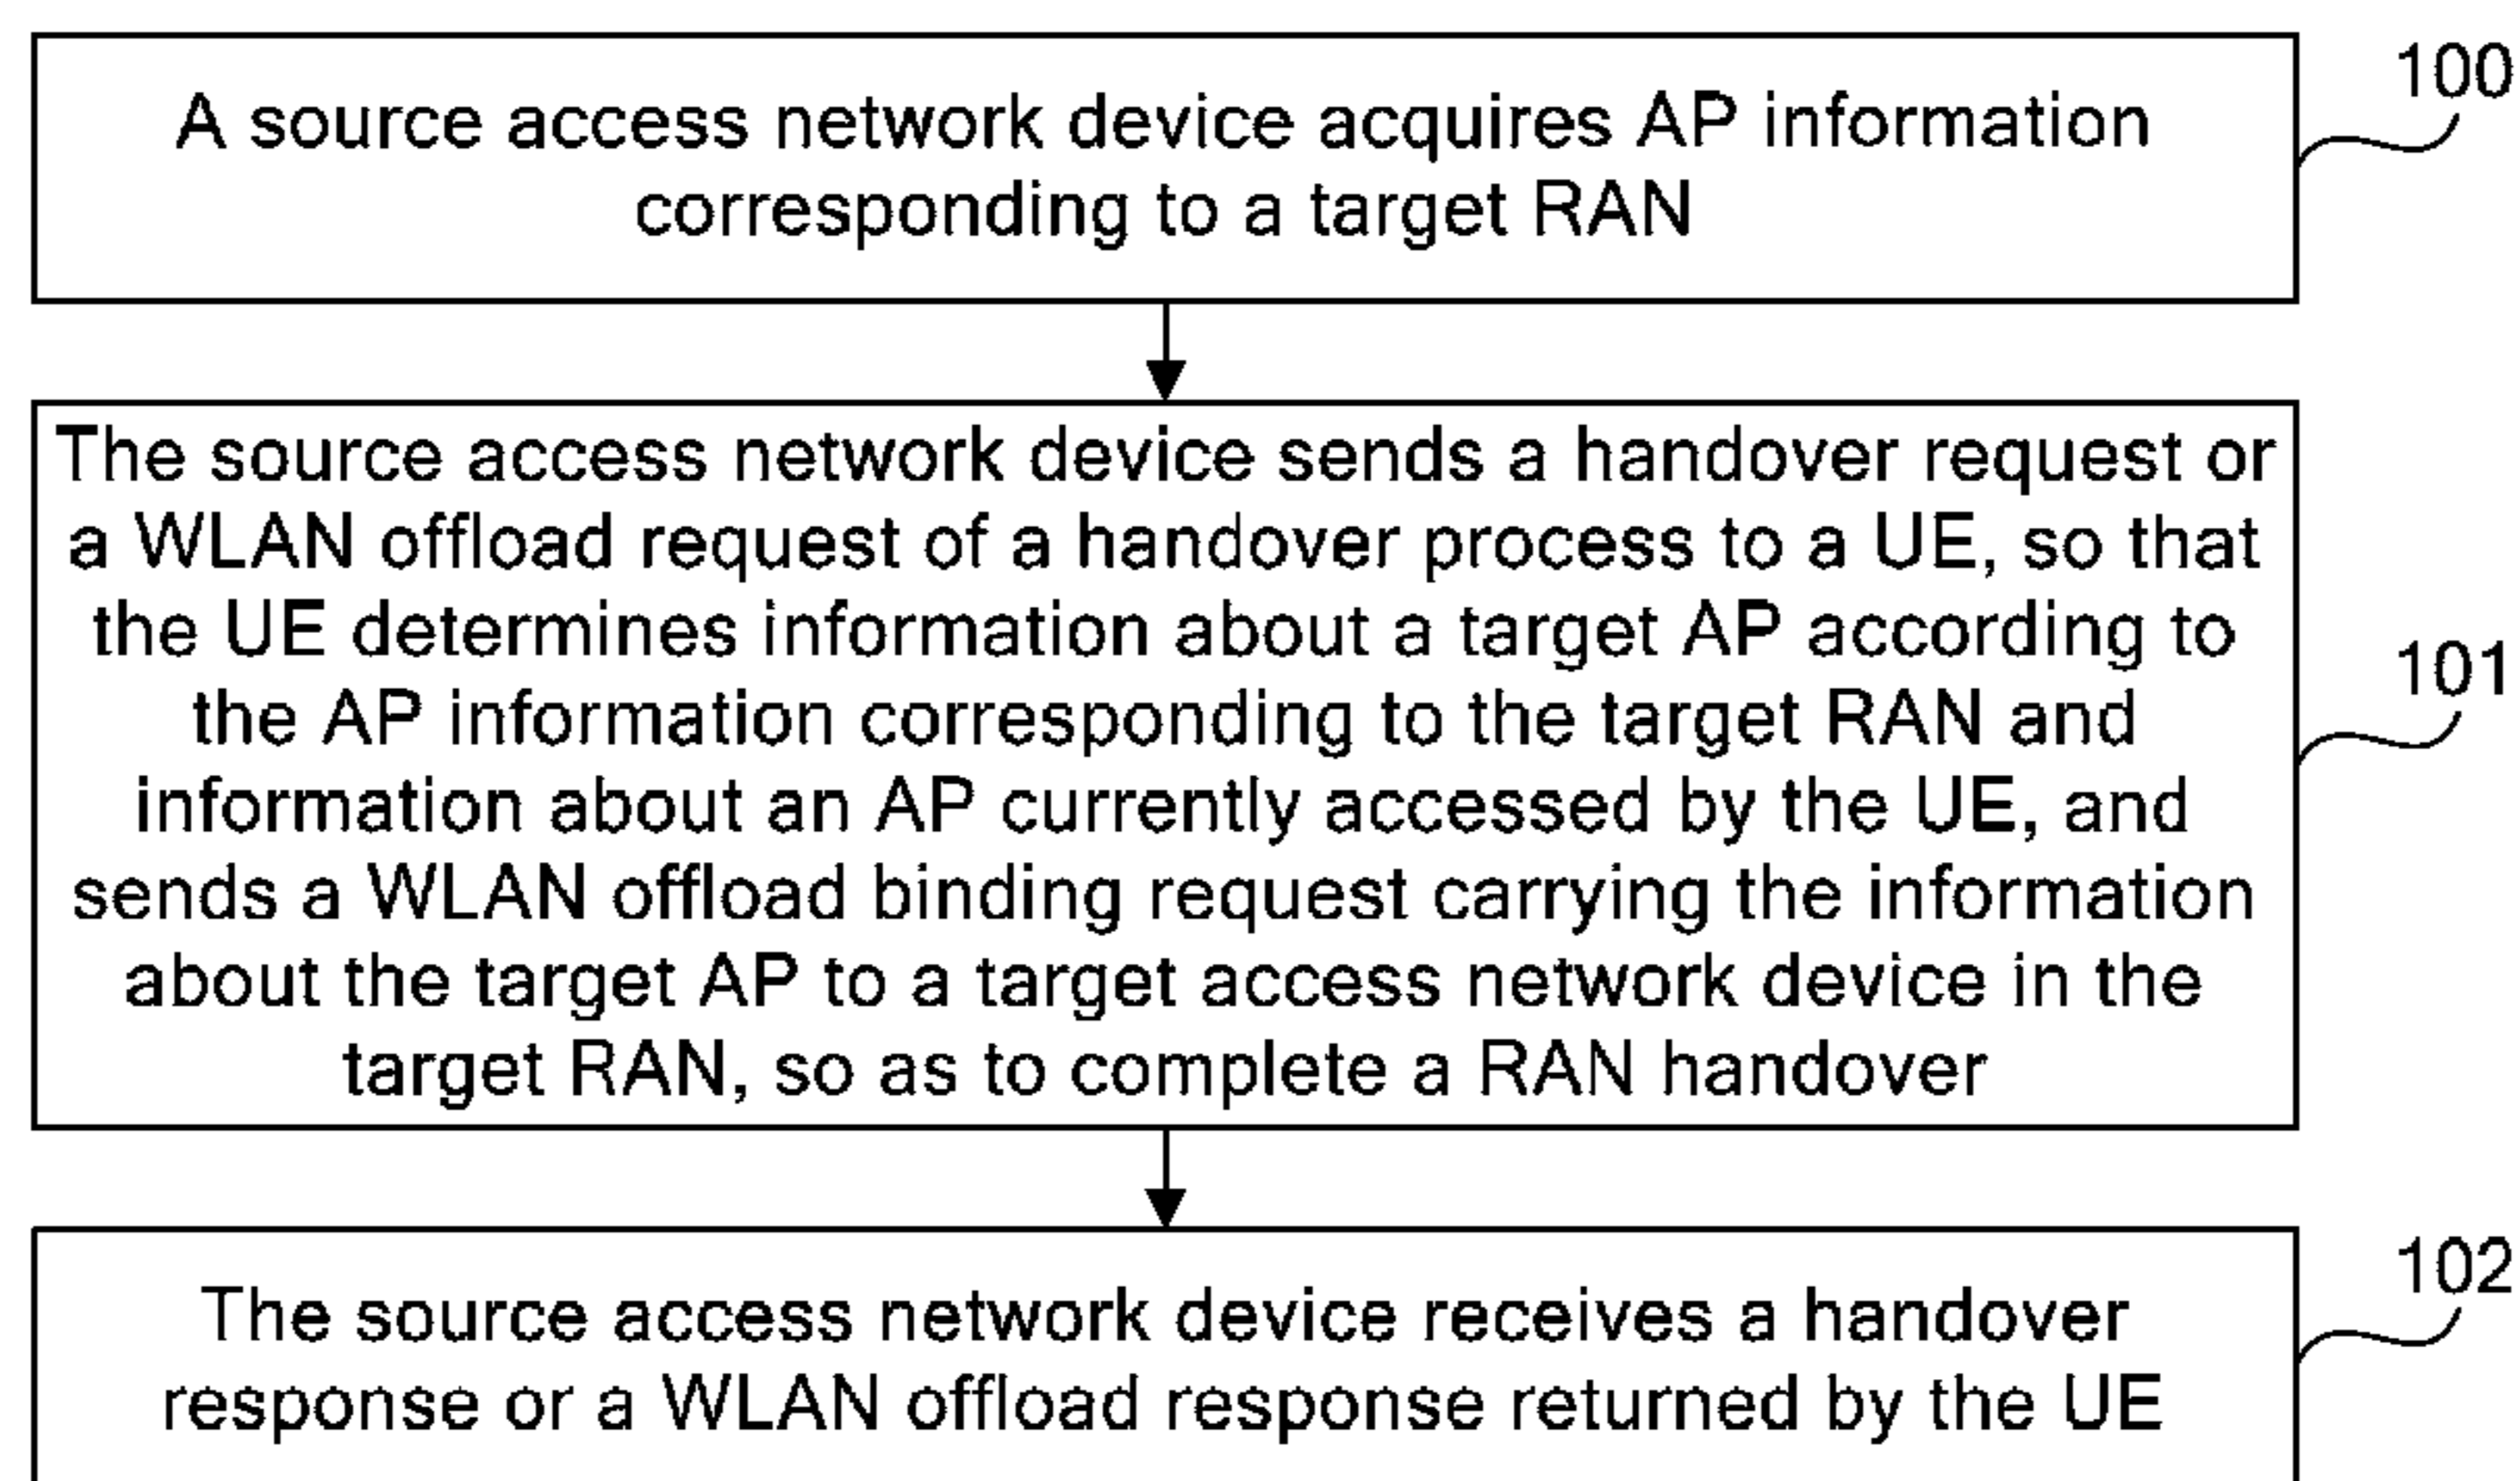 A source access network device acquires AP information
corresponding to a target RAN
100
The source access network device sends a handover request or
a WLAN offload request of a handover process to a UE, so that
the UE determines information about a target AP according to
the AP information corresponding to the target RAN and
information about an AP currently accessed by the UE, and
sends a WLAN offload binding request carrying the information
about the target AP to a target access network device in the
target RAN, so as to complete a RAN handover
101
The source access network device receives a handover
response or a WLAN offload response returned by the UE
102